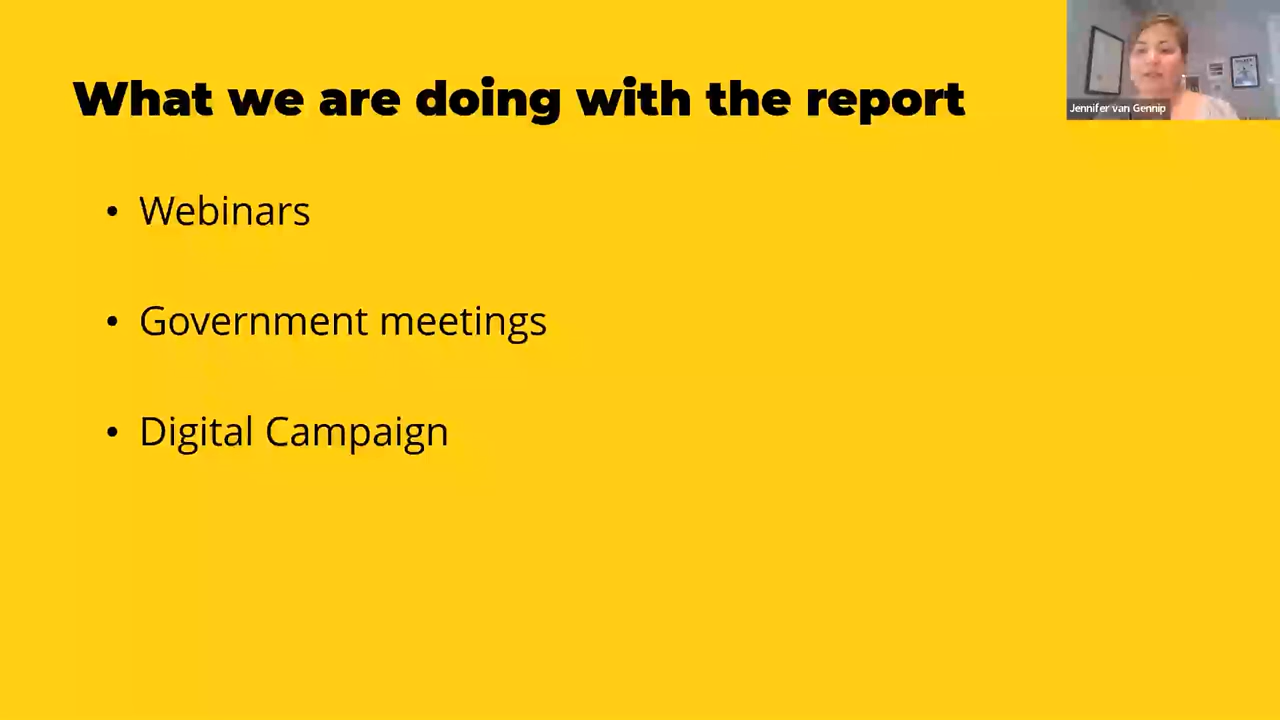 What we are doing with the report
Jennifer van Gennip
• Webinars
• Government meetings
• Digital Campaign